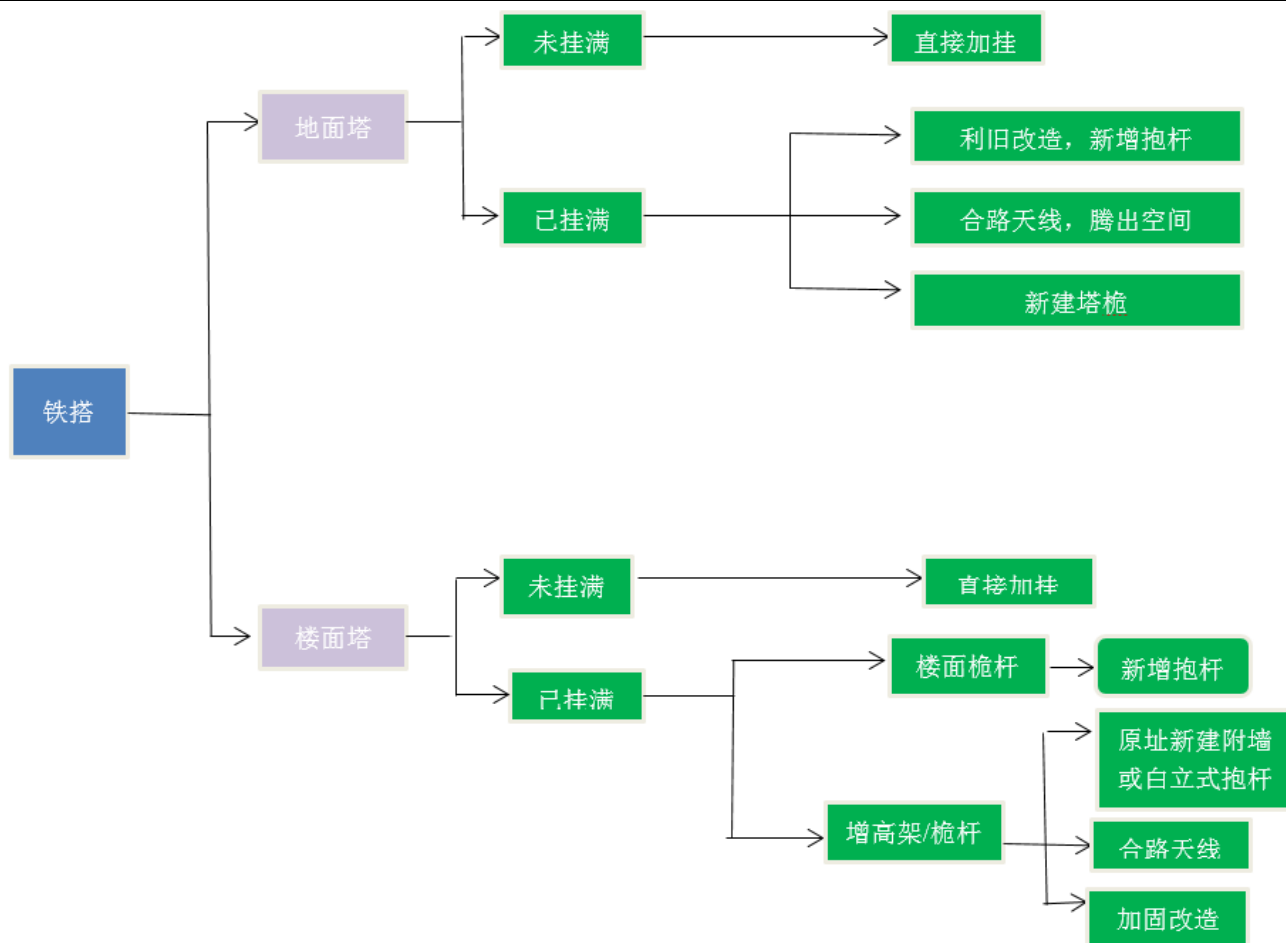 未挂满
直接加挂
地面塔
利旧改造，新增抱杆
已挂满
合路天线，腾出空间
新建塔桅
铁搭
未挂满
直接加挂
楼面塔
已挂满
楼面桅杆
新增抱杆
原址新建附墙
或白立式抱杆
增高架/桅杆
合路天线
加固改造